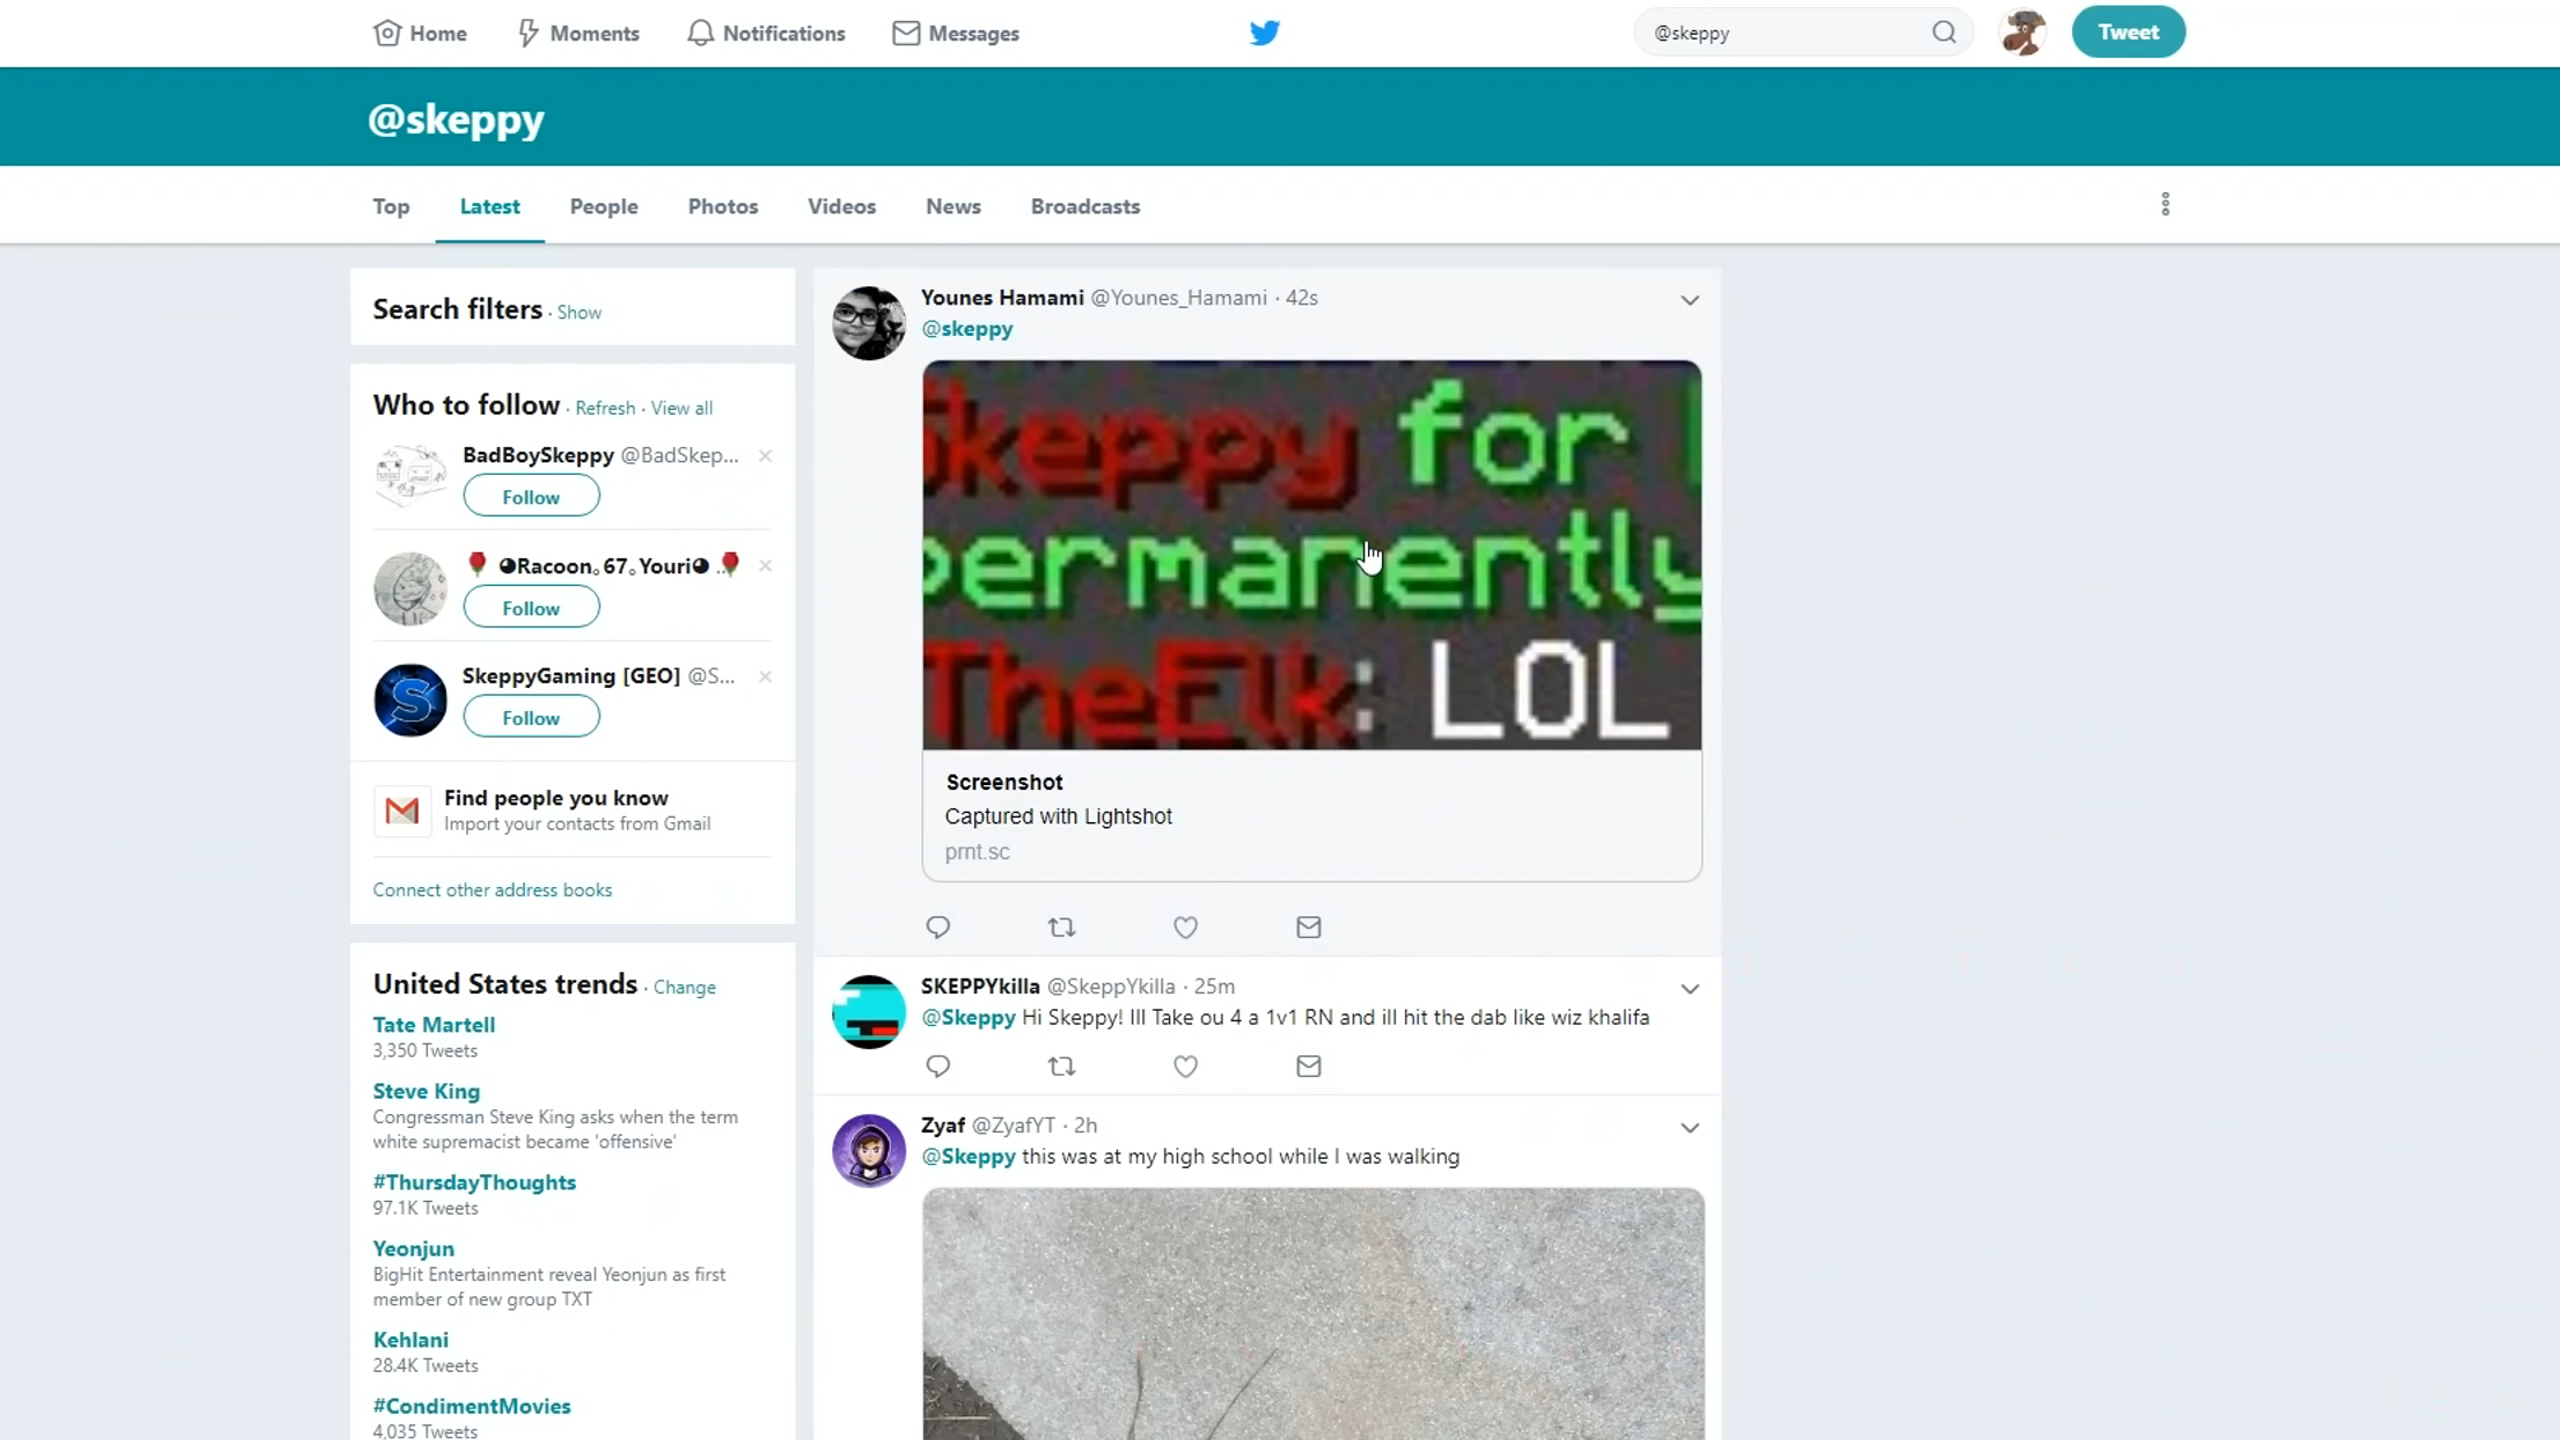 Home Moments Notifications Messages @skeppy Tweet
@skeppy
Top Latest People Photos Videos News Broadcasts
Search filters · Show
Who to follow · Refresh · View all
BadBoySkeppy @BadSkep...
Follow
🌹 ◕Racoon。67。Youri◕ ..🌹
Follow
SkeppyGaming [GEO] @S...
Follow
Find people you know
Import your contacts from Gmail
Connect other address books
United States trends · Change
Tate Martell
3,350 Tweets
Steve King
Congressman Steve King asks when the term
white supremacist became 'offensive'
#ThursdayThoughts
97.1K Tweets
Yeonjun
BigHit Entertainment reveal Yeonjun as first
member of new group TXT
Kehlani
28.4K Tweets
#CondimentMovies
4,035 Tweets
Younes Hamami @Younes_Hamami · 42s
@skeppy
Skeppy for
permanently
TheElk: LOL
Screenshot
Captured with Lightshot
prnt.sc
SKEPPYkilla @SkeppYkilla · 25m
@Skeppy Hi Skeppy! Ill Take ou 4 a 1v1 RN and ill hit the dab like wiz khalifa
Zyaf @ZyafYT · 2h
@Skeppy this was at my high school while I was walking